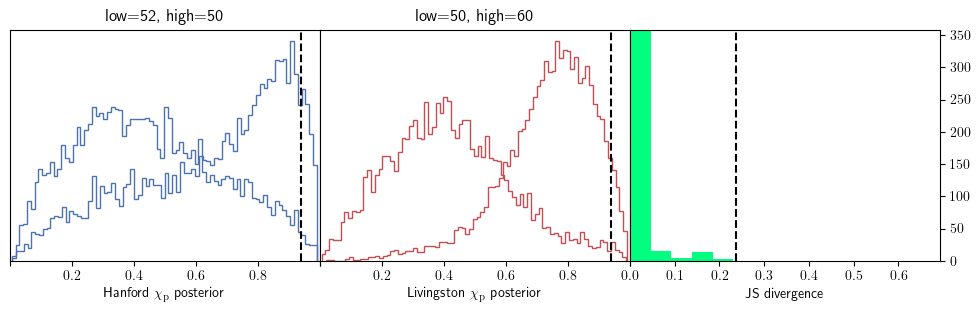 low=52, high=50
low=50, high=60
350
300
250
200
150
100
50
0
0.2 0.4 0.6 0.8 0.2 0.4 0.6 0.8 0.0 0.1 0.2 0.3 0.4 0.5 0.6
Hanford χp posterior
Livingston χp posterior
JS divergence